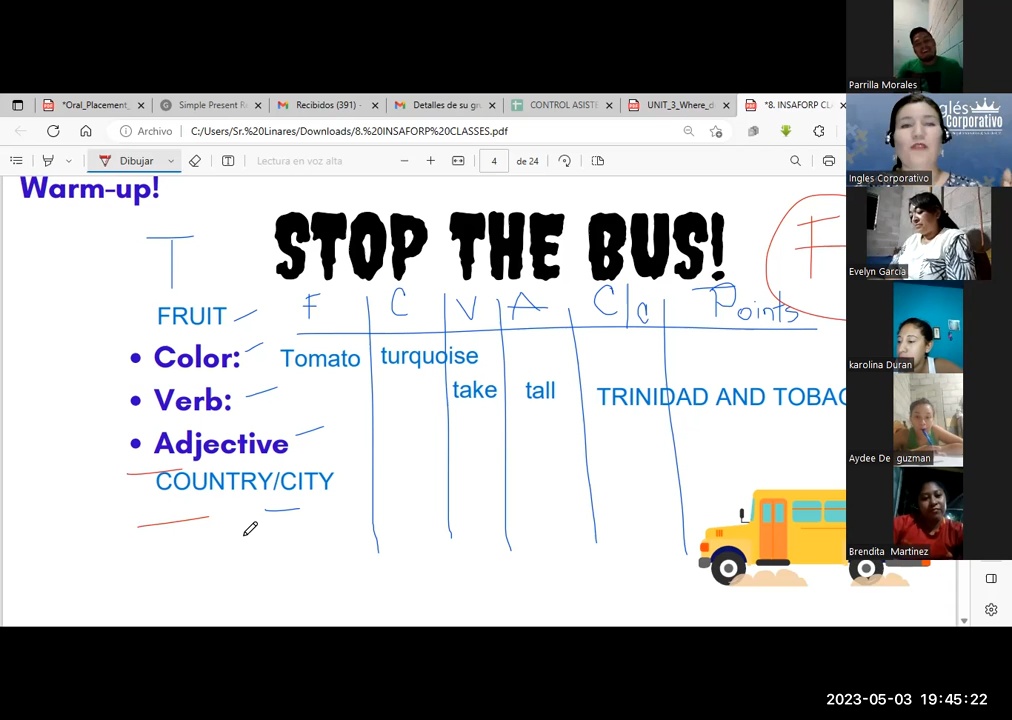 *Oral_Placement_
Simple Present Re
Recibidos (391) -
Detalles de su gru
CONTROL ASISTE
UNIT_3_Where_d
*8. INSAFORP CL
Archivo
C:/Users/Sr.%20Linares/Downloads/8.%20INSAFORP%20CLASSES.pdf
Dibujar
Lectura en voz alta
4
de 24
Warm-up!
STOP THE BUS!
T
F
F C V A C/c Points
FRUIT
• Color:
Tomato
turquoise
• Verb:
take
tall
TRINIDAD AND TOBAG
• Adjective
COUNTRY/CITY
Parrilla Morales
Inglés
Corporativo
Ingles Corporativo
Evelyn Garcia
karolina Duran
Aydee De guzman
Brendita Martinez
2023-05-03 19:45:22